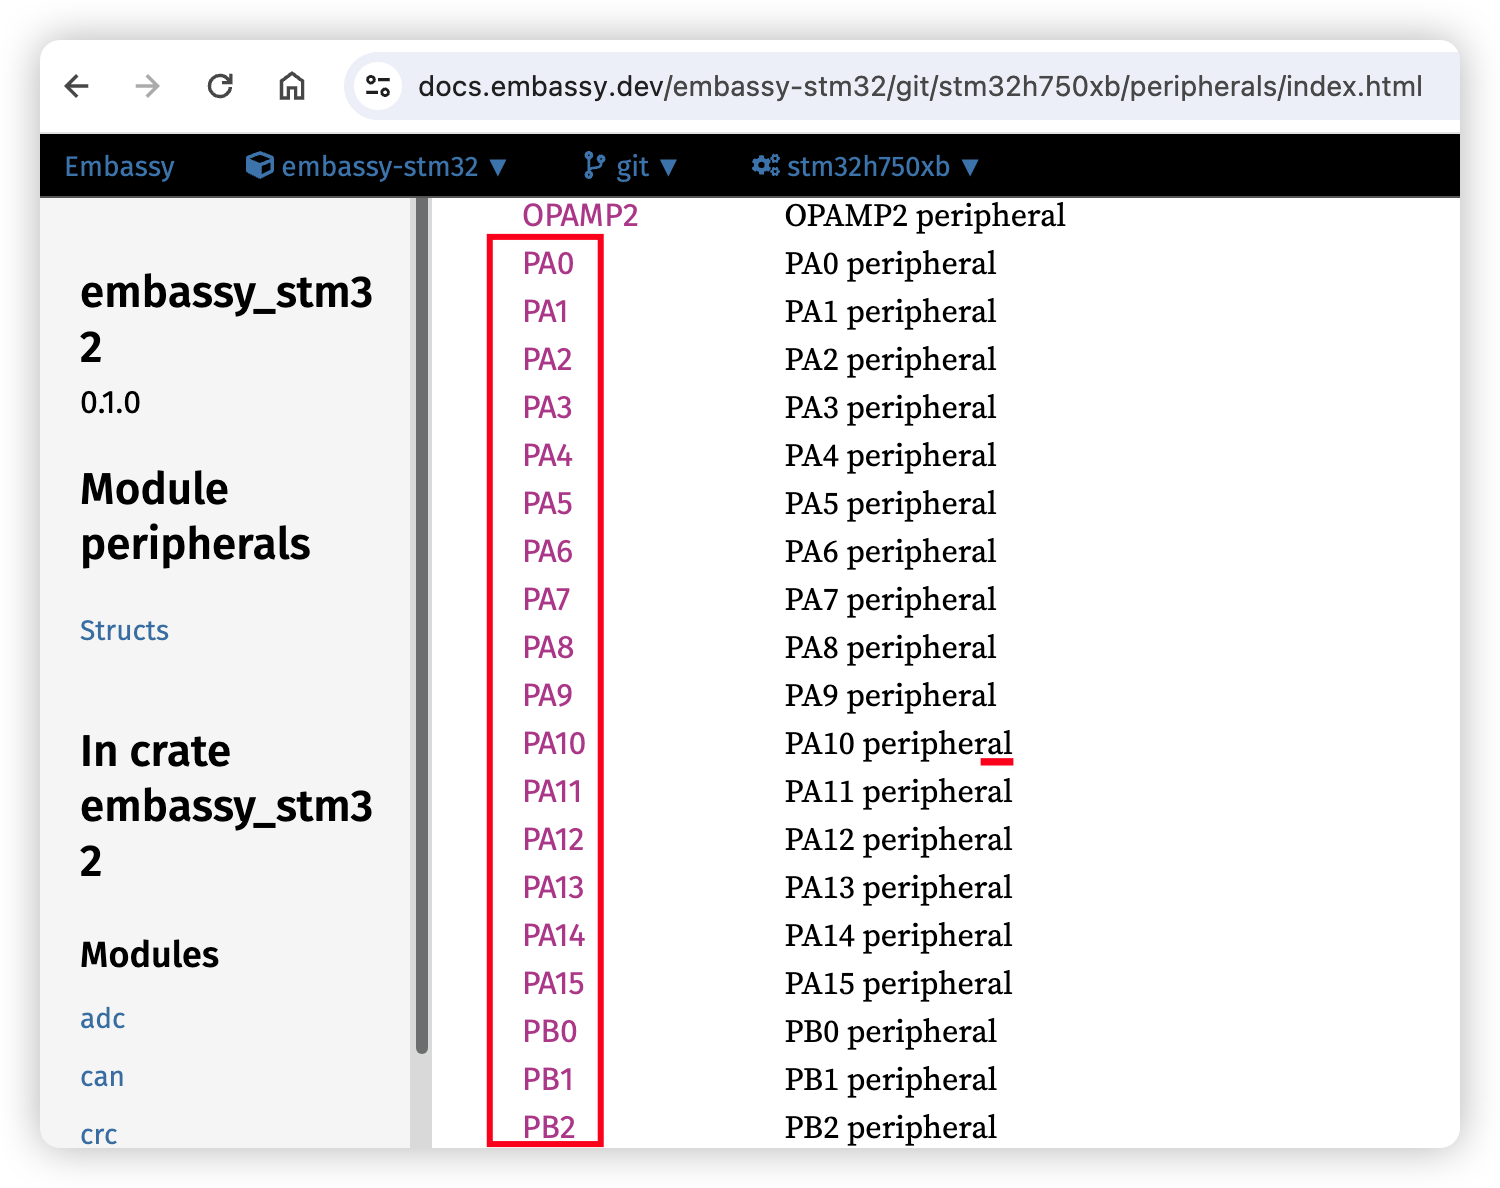 docs.embassy.dev/embassy-stm32/git/stm32h750xb/peripherals/index.html
Embassy embassy-stm32 ▼ git ▼ stm32h750xb ▼
embassy_stm3
2
0.1.0
Module
peripherals
Structs
In crate
embassy_stm3
2
Modules
adc
can
crc
OPAMP2 OPAMP2 peripheral
PA0 PA0 peripheral
PA1 PA1 peripheral
PA2 PA2 peripheral
PA3 PA3 peripheral
PA4 PA4 peripheral
PA5 PA5 peripheral
PA6 PA6 peripheral
PA7 PA7 peripheral
PA8 PA8 peripheral
PA9 PA9 peripheral
PA10 PA10 peripheral
PA11 PA11 peripheral
PA12 PA12 peripheral
PA13 PA13 peripheral
PA14 PA14 peripheral
PA15 PA15 peripheral
PB0 PB0 peripheral
PB1 PB1 peripheral
PB2 PB2 peripheral